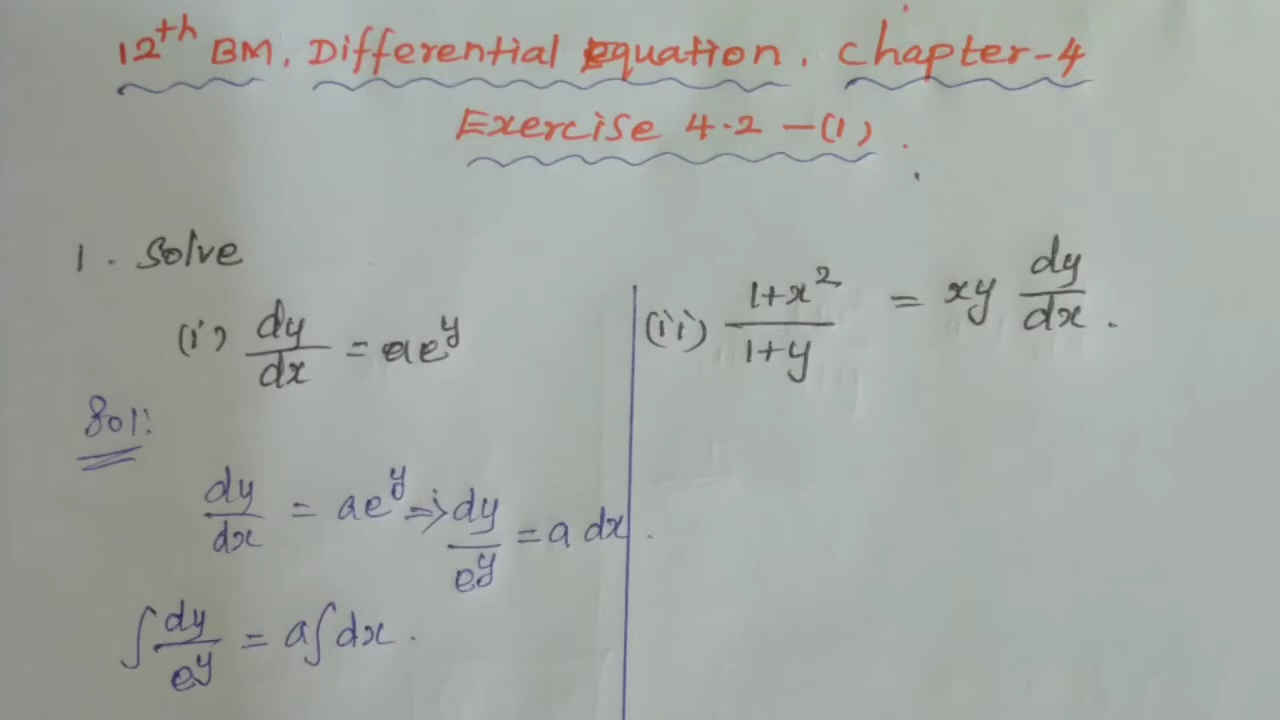 12th BM. Differential Equation. Chapter-4
Exercise 4.2 -(1).
1. Solve
(i) dy/dx = ae^y
Sol:
dy/dx = ae^y ⇒ dy/e^y = a dx.
∫ dy/e^y = a∫dx.
(ii) 1+x²/1+y = xy dy/dx.